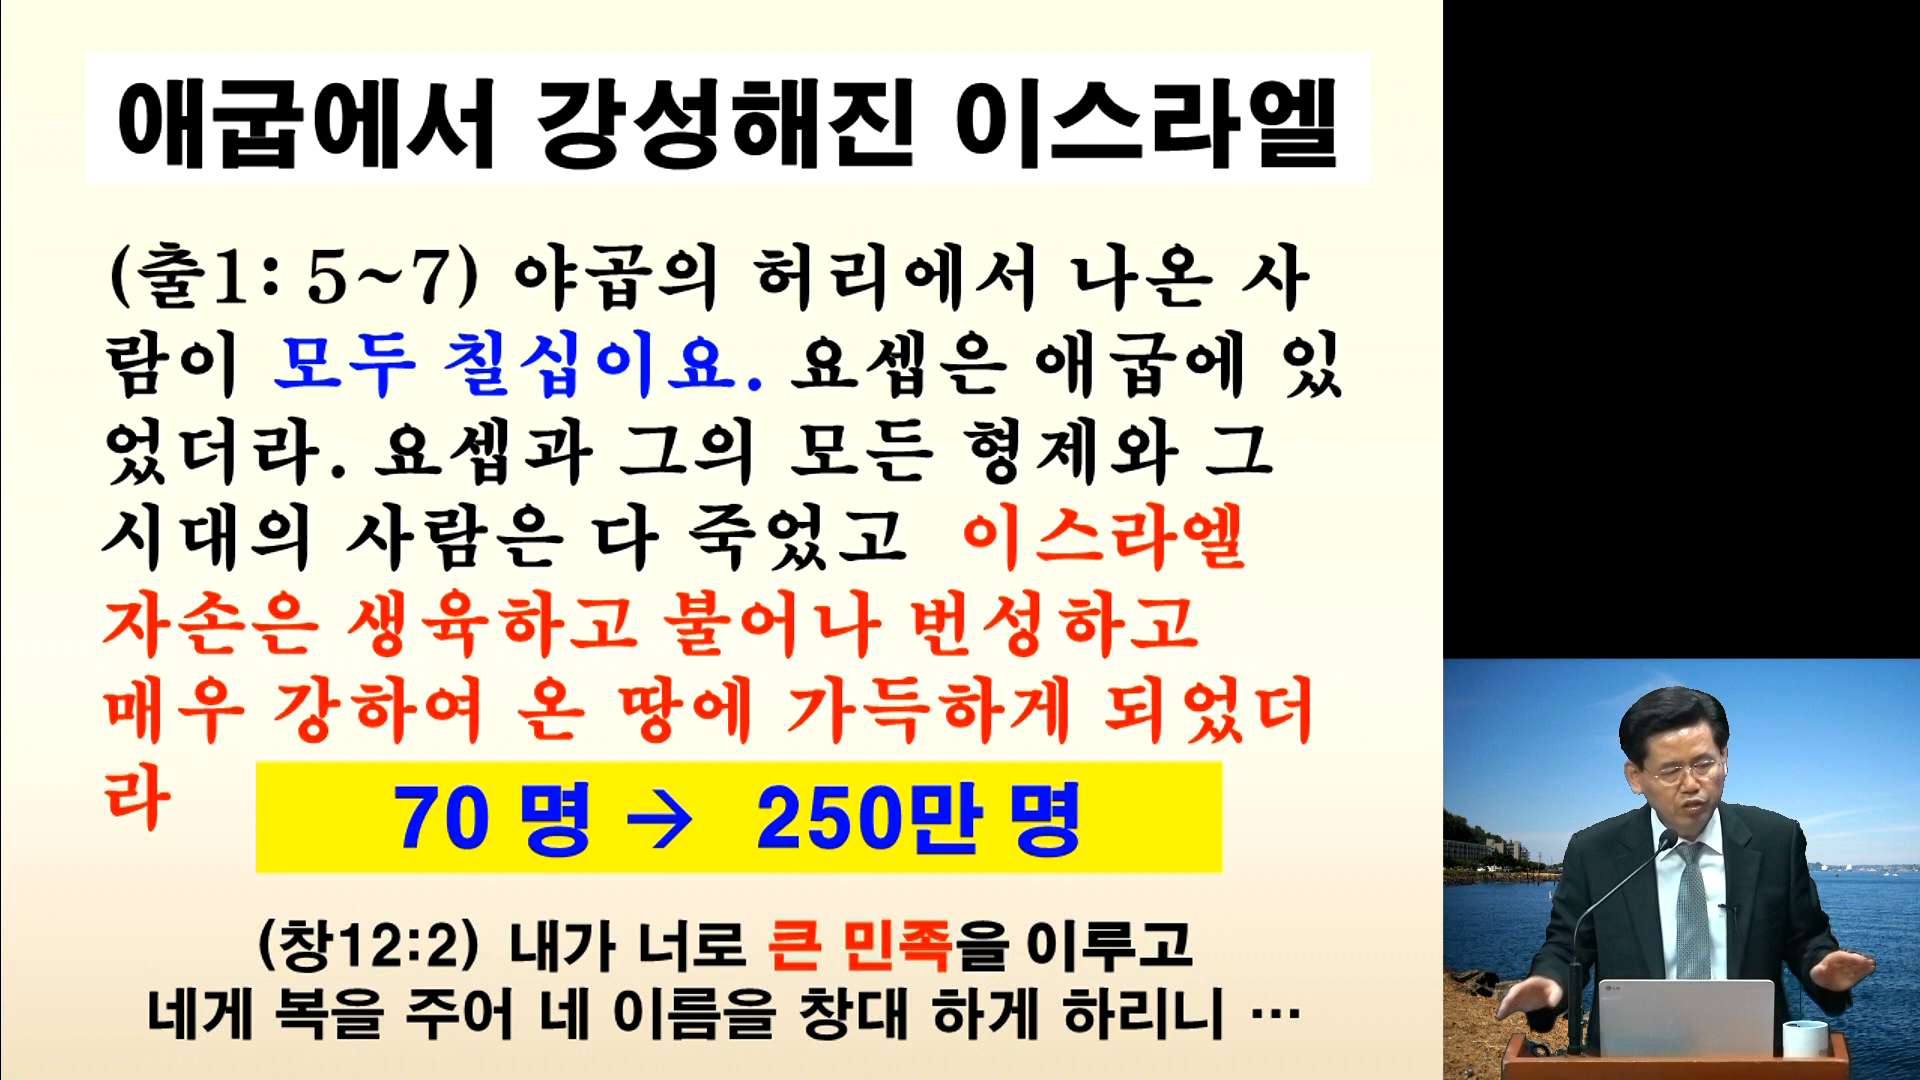 애굽에서 강성해진 이스라엘
(출1: 5~7) 야곱의 허리에서 나온 사
람이 모두 칠십이요. 요셉은 애굽에 있
었더라. 요셉과 그의 모든 형제와 그
시대의 사람은 다 죽었고 이스라엘
자손은 생육하고 불어나 번성하고
매우 강하여 온 땅에 가득하게 되었더
라
70 명 → 250만 명
(창12:2) 내가 너로 큰 민족을 이루고
네게 복을 주어 네 이름을 창대 하게 하리니 …
LG